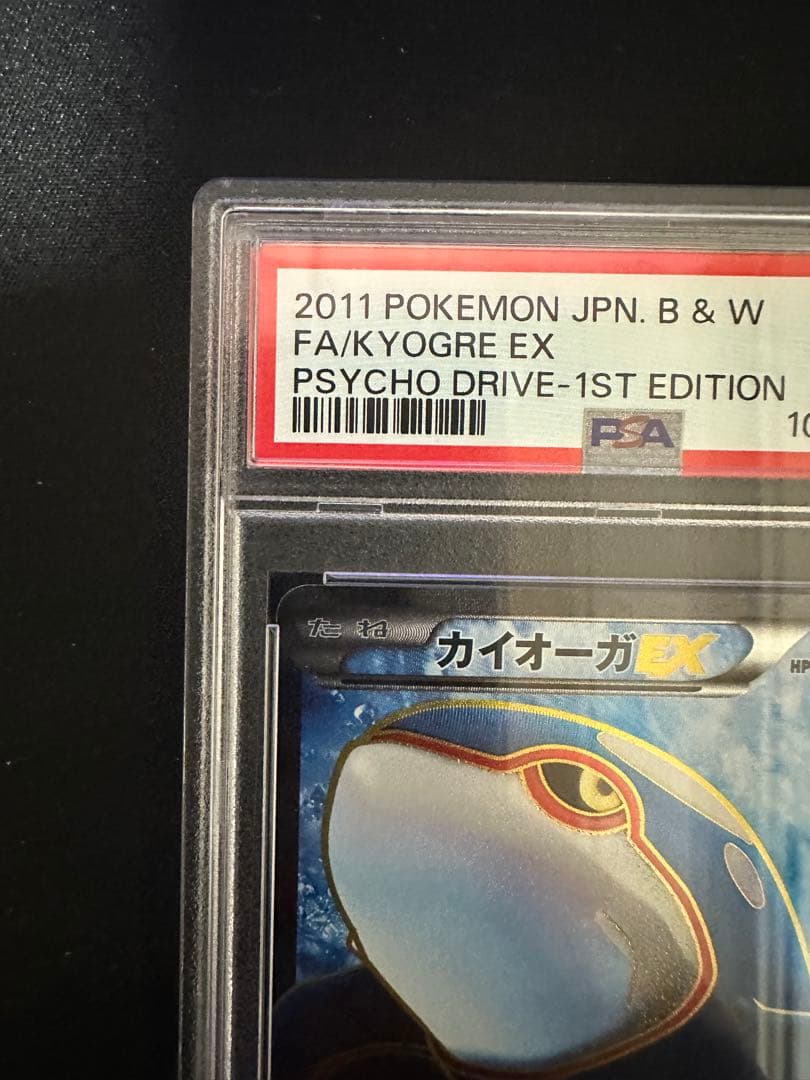 2011 POKEMON JPN. B & W
FA/KYOGRE EX
PSYCHO DRIVE-1ST EDITION
PSA
たね カイオーガEX HP